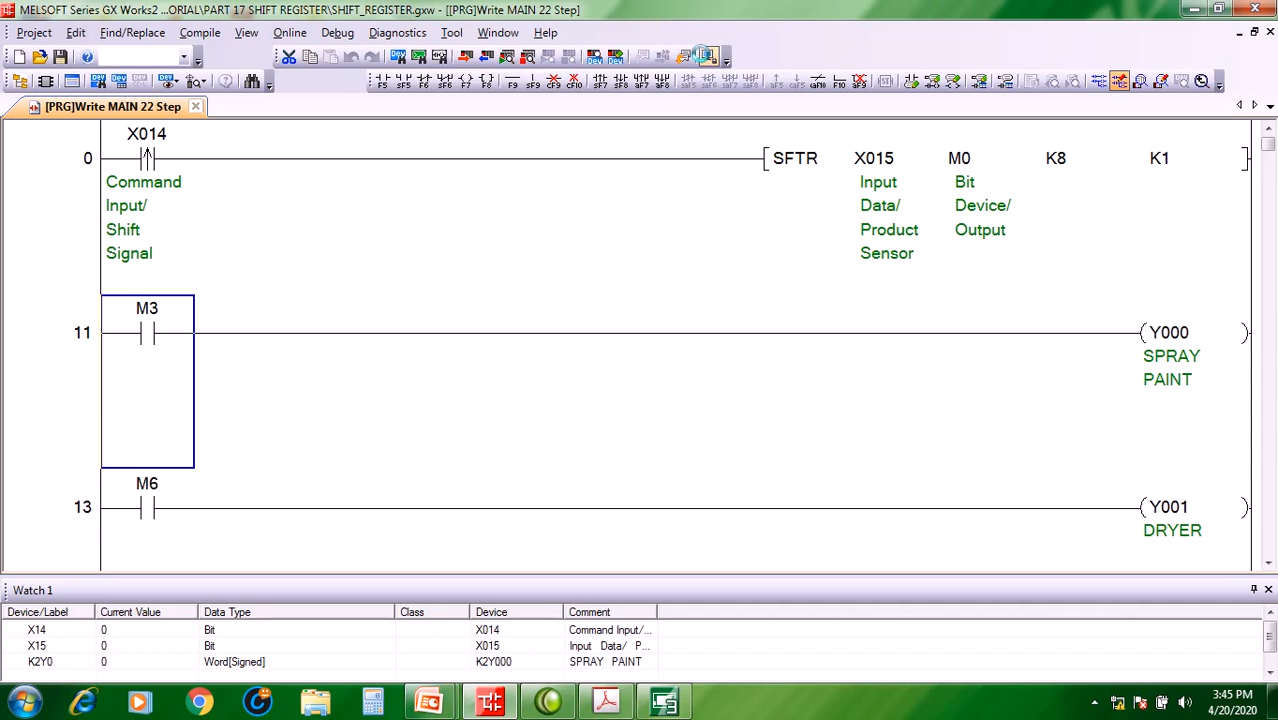 MELSOFT Series GX Works2 ...ORIAL\PART 17 SHIFT REGISTER\SHIFT_REGISTER.gxw - [[PRG]Write MAIN 22 Step]
Project Edit Find/Replace Compile View Online Debug Diagnostics Tool Window Help
[PRG]Write MAIN 22 Step
X014
0 SFTR X015 M0 K8 K1
Command Input Bit
Input/ Data/ Device/
Shift Product Output
Signal Sensor
M3
11 Y000
SPRAY
PAINT
M6
13 Y001
DRYER
Watch 1
Device/Label Current Value Data Type Class Device Comment
X14 0 Bit X014 Command Input/...
X15 0 Bit X015 Input Data/ P...
K2Y0 0 Word[Signed] K2Y000 SPRAY PAINT
3:45 PM
4/20/2020